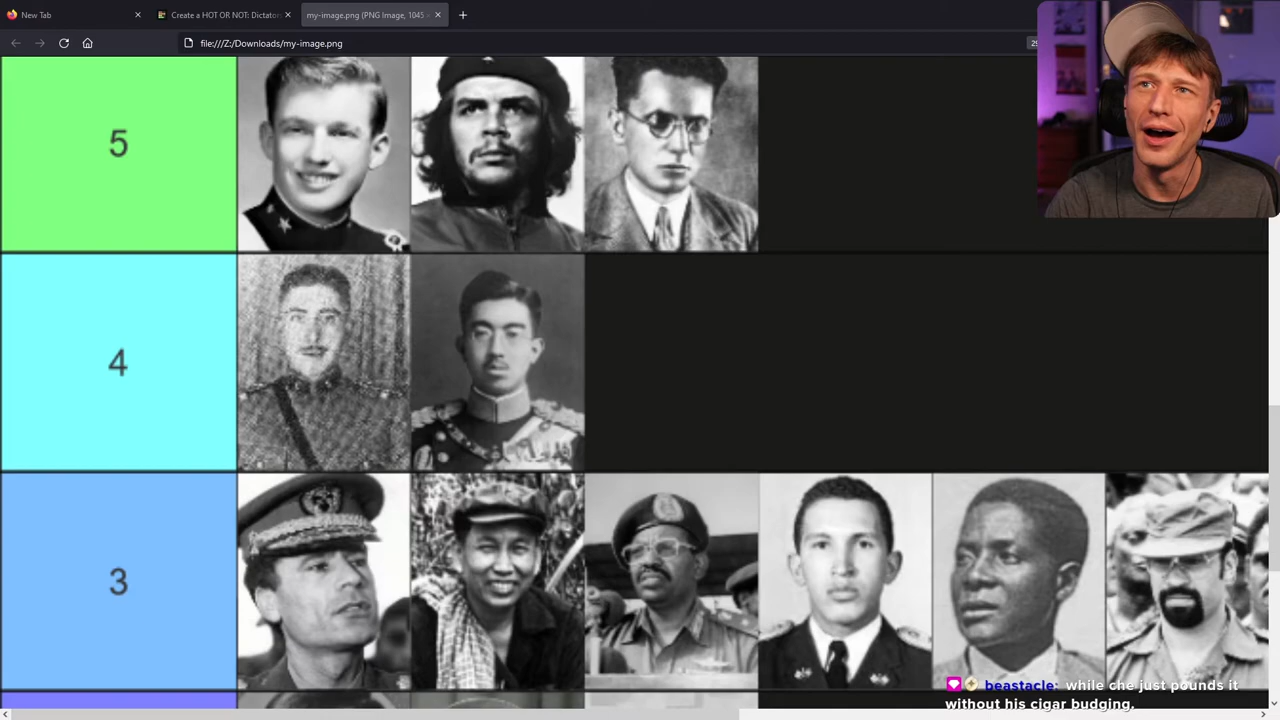 New Tab
Create a HOT OR NOT: Dictator
my-image.png (PNG Image, 1045
file:///Z:/Downloads/my-image.png
5
4
3
beastacle: while che just pounds it
without his cigar budging.